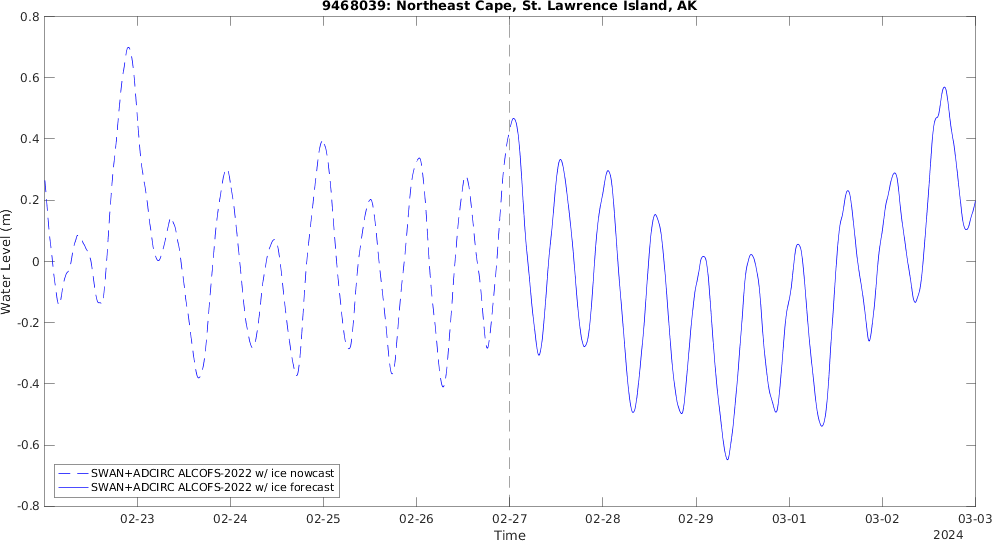 9468039: Northeast Cape, St. Lawrence Island, AK
0.8
0.6
0.4
0.2
0
-0.2
-0.4
-0.6
-0.8
Water Level (m)
SWAN+ADCIRC ALCOFS-2022 w/ ice nowcast
SWAN+ADCIRC ALCOFS-2022 w/ ice forecast
02-23 02-24 02-25 02-26 02-27 02-28 02-29 03-01 03-02 03-03
Time
2024